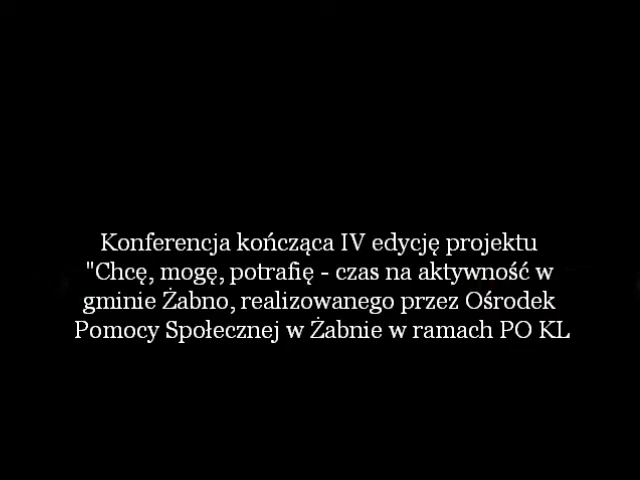 Konferencja kończąca IV edycję projektu
"Chcę, mogę, potrafię - czas na aktywność w
gminie Żabno, realizowanego przez Ośrodek
Pomocy Społecznej w Żabnie w ramach PO KL